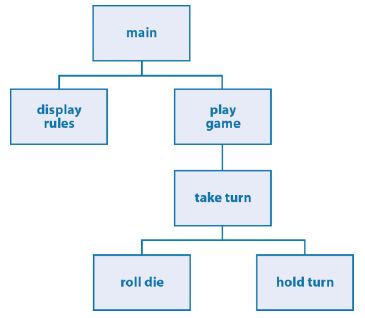 main
display
rules
play
game
take turn
roll die
hold turn